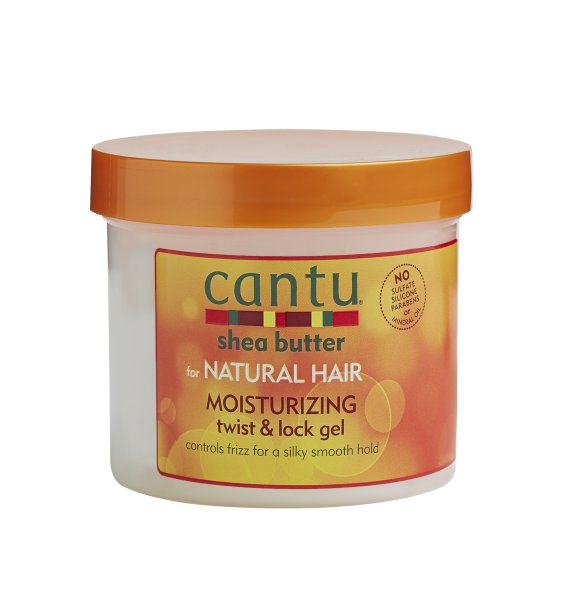 cantu®
shea butter
for NATURAL HAIR
MOISTURIZING
twist & lock gel
controls frizz for a silky smooth hold
NO
SULFATE
SILICONE
PARABENS
or
MINERAL OIL